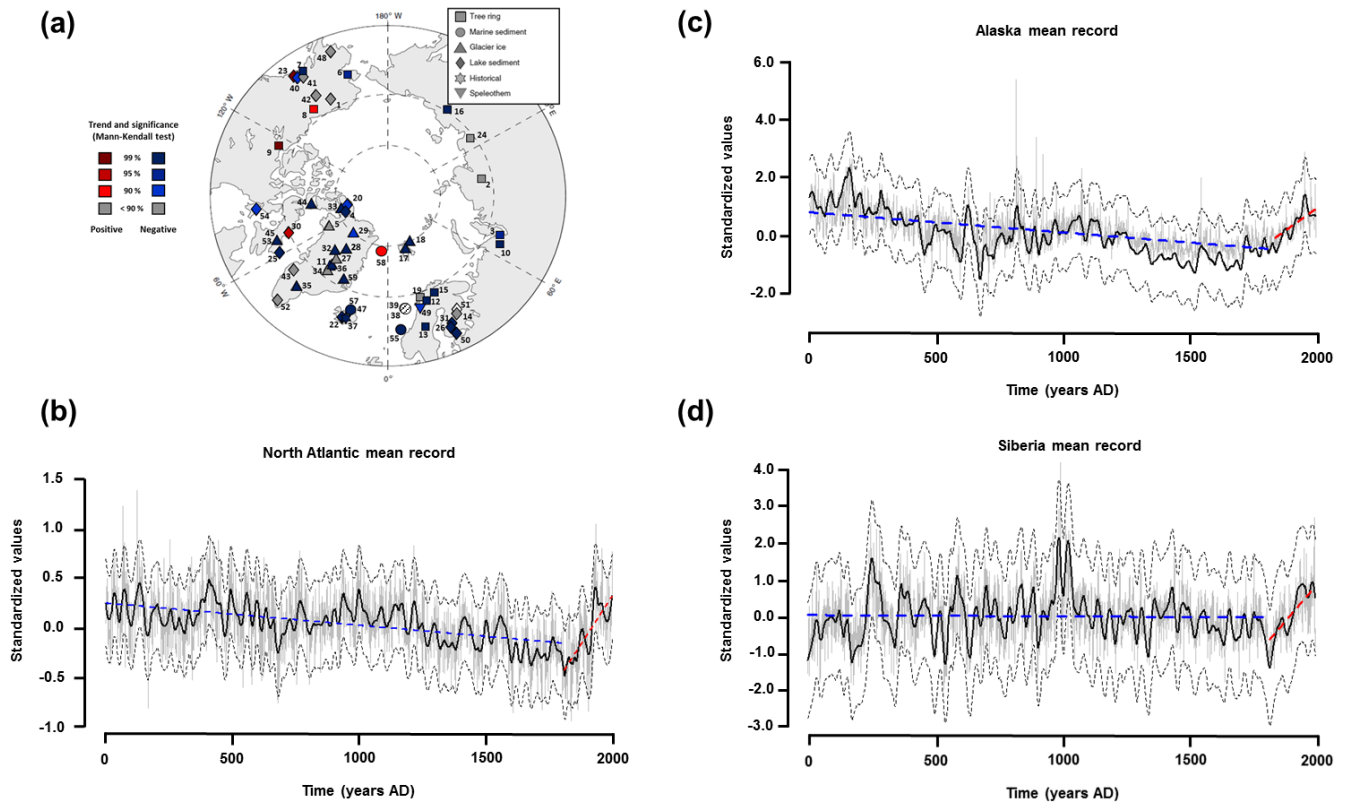 (a)
180° W
Tree ring
Marine sediment
Glacier ice
Lake sediment
Historical
Speleothem
120° W
60° W
0°
60° E
° E
48
7
23
6
40
41
42
1
8
16
24
9
2
20
44
33
4
54
5
3
10
30
45
53
29
18
25
32
28
58
17
11
27
43
34
36
59
35
52
57
47
22
37
19
15
12
39
38
49
51
14
31
26
13
55
50
Trend and significance
(Mann-Kendall test)
99 %
95 %
90 %
< 90 %
Positive Negative
(b)
North Atlantic mean record
Standardized values
1.5
1.0
0.5
0.0
-0.5
-1.0
0 500 1000 1500 2000
Time (years AD)
(c)
Alaska mean record
Standardized values
6.0
4.0
2.0
0.0
-2.0
0 500 1000 1500 2000
Time (years AD)
(d)
Siberia mean record
Standardized values
4.0
3.0
2.0
1.0
0.0
-1.0
-2.0
-3.0
0 500 1000 1500 2000
Time (years AD)